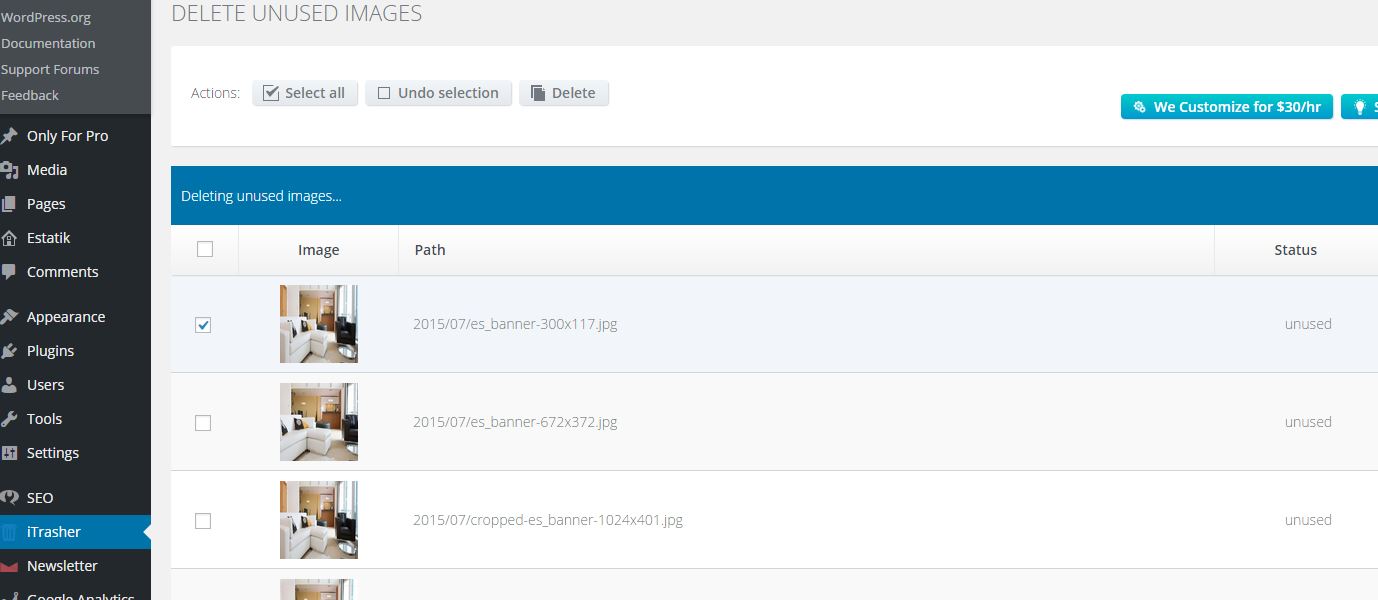 WordPress.org
Documentation
Support Forums
Feedback
Only For Pro
Media
Pages
Estatik
Comments
Appearance
Plugins
Users
Tools
Settings
SEO
iTrasher
Newsletter
Google Analytics
DELETE UNUSED IMAGES
Actions: Select all Undo selection Delete
We Customize for $30/hr
Deleting unused images...
Image Path Status
2015/07/es_banner-300x117.jpg unused
2015/07/es_banner-672x372.jpg unused
2015/07/cropped-es_banner-1024x401.jpg unused